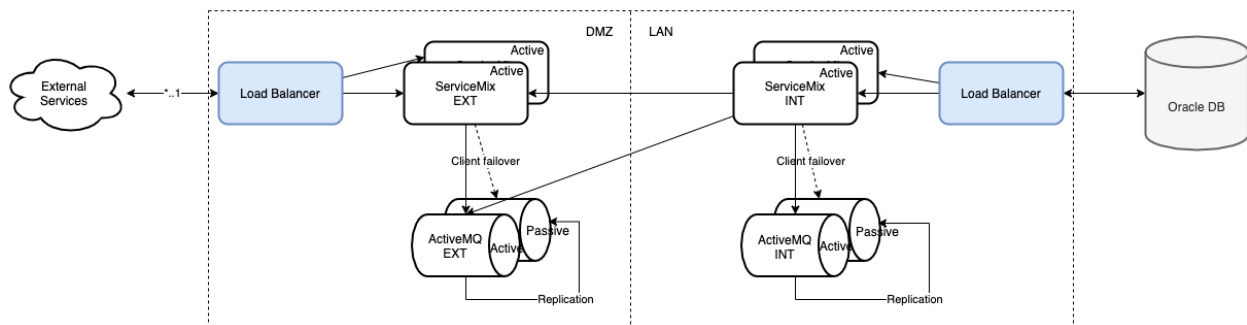 DMZ
LAN
External
Services
*..1
Load Balancer
Active
Active
ServiceMix
EXT
Active
Active
ServiceMix
INT
Load Balancer
Oracle DB
Client failover
Client failover
Passive
ActiveMQ
EXT
Active
Passive
ActiveMQ
INT
Active
Replication
Replication